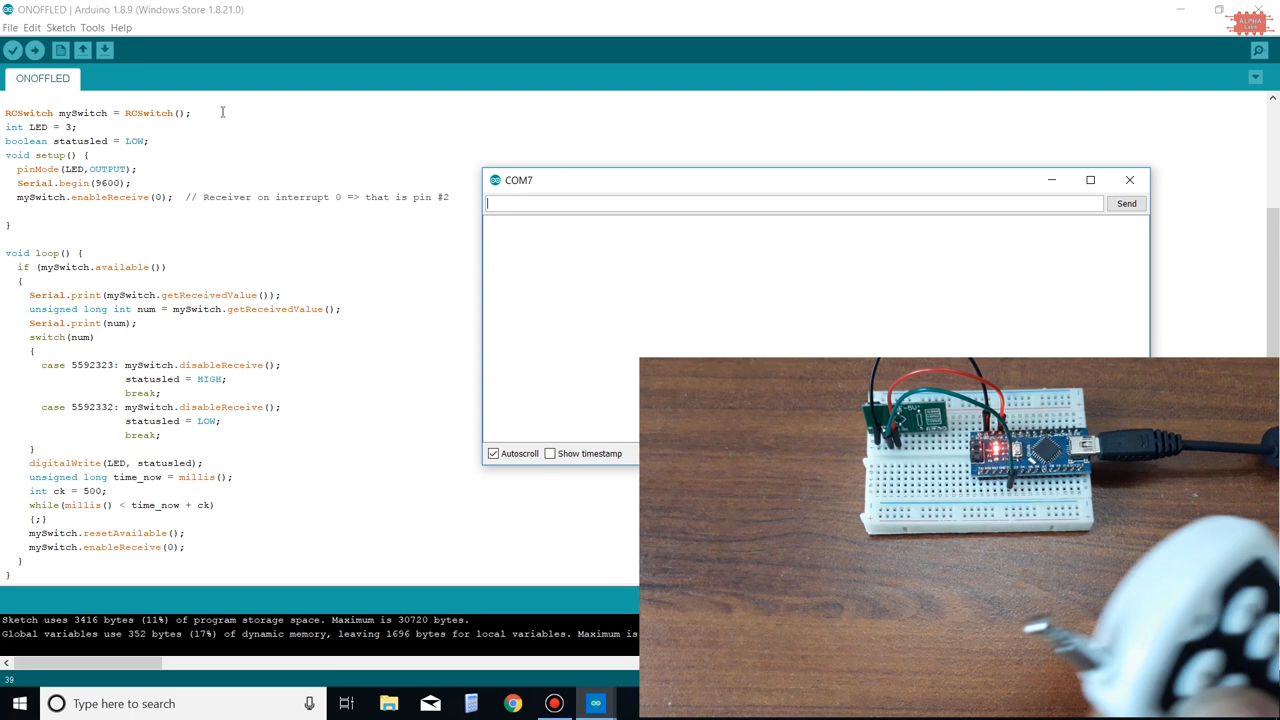 ONOFFLED | Arduino 1.8.9 (Windows Store 1.8.21.0)
File Edit Sketch Tools Help
ALPHA
ONOFFLED
RCSwitch mySwitch = RCSwitch();
int LED = 3;
boolean statusled = LOW;
void setup() {
pinMode(LED,OUTPUT);
Serial.begin(9600);
mySwitch.enableReceive(0);  // Receiver on interrupt 0 => that is pin #2
}
void loop() {
if (mySwitch.available())
{
Serial.print(mySwitch.getReceivedValue());
unsigned long int num = mySwitch.getReceivedValue();
Serial.print(num);
switch(num)
{
case 5592323: mySwitch.disableReceive();
statusled = HIGH;
break;
case 5592332: mySwitch.disableReceive();
statusled = LOW;
break;
}
digitalWrite(LED, statusled);
unsigned long time_now = millis();
int ck = 500;
while(millis() < time_now + ck)
{;}
mySwitch.resetAvailable();
mySwitch.enableReceive(0);
}
}
COM7
Send
Autoscroll Show timestamp
-5V
Sketch uses 3416 bytes (11%) of program storage space. Maximum is 30720 bytes.
Global variables use 352 bytes (17%) of dynamic memory, leaving 1696 bytes for local variables. Maximum is
39
Type here to search